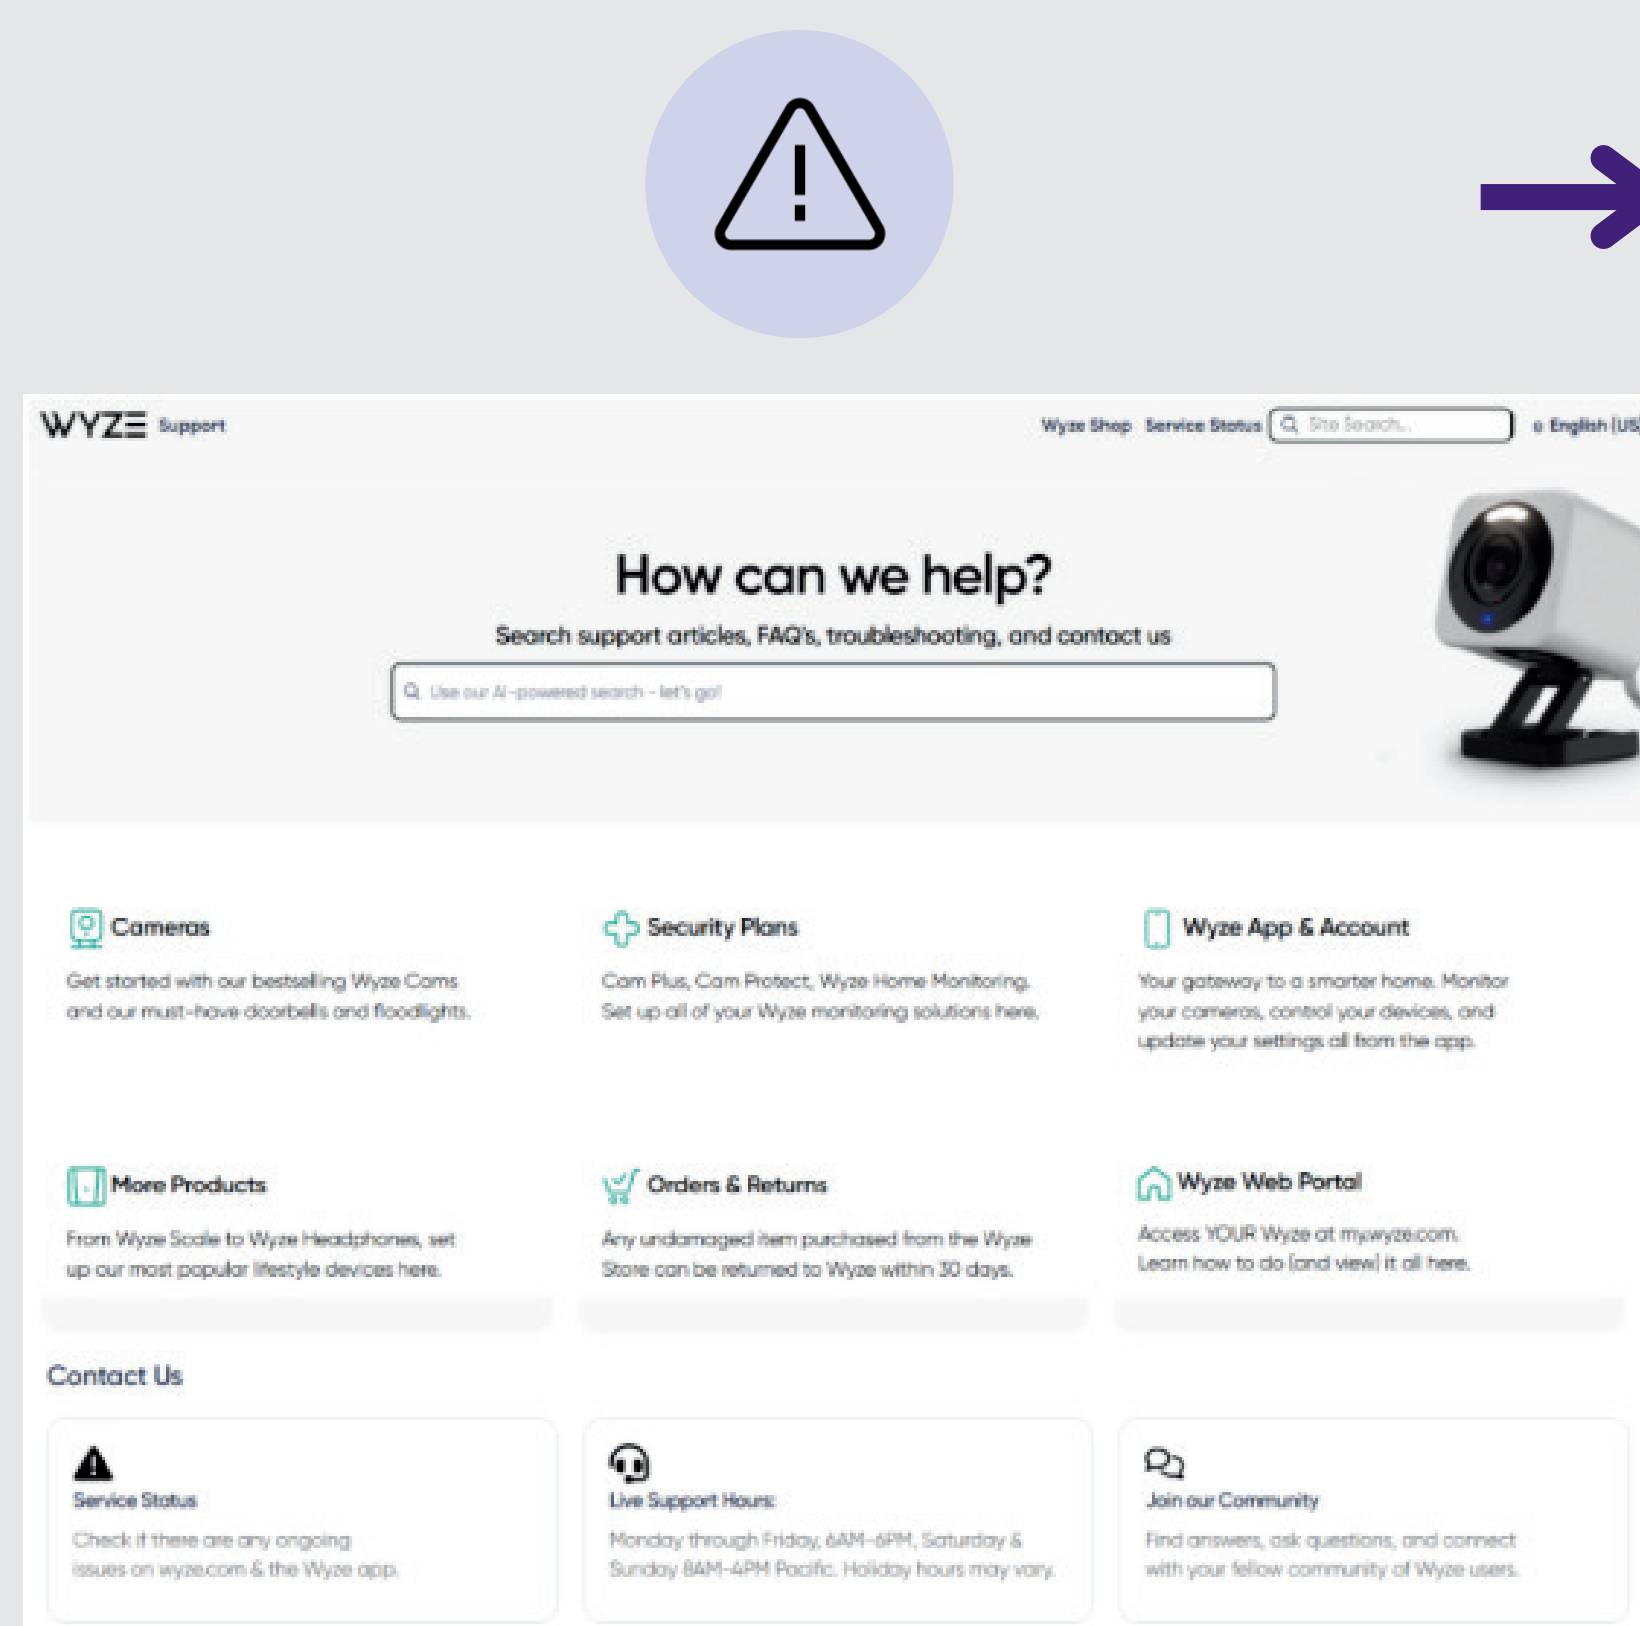 WYZE Support
Wyze Shop Service Status Site Search... English (US)
How can we help?
Search support articles, FAQ's, troubleshooting, and contact us
Use our AI-powered search - let's go!
Cameras
Get started with our bestselling Wyze Cams
and our must-have doorbells and floodlights.
Security Plans
Cam Plus, Cam Protect, Wyze Home Monitoring.
Set up all of your Wyze monitoring solutions here.
Wyze App & Account
Your gateway to a smarter home. Monitor
your cameras, control your devices, and
update your settings all from the app.
More Products
From Wyze Scale to Wyze Headphones, set
up our most popular lifestyle devices here.
Orders & Returns
Any undamaged item purchased from the Wyze
Store can be returned to Wyze within 30 days.
Wyze Web Portal
Access YOUR Wyze at my.wyze.com.
Learn how to do (and view) it all here.
Contact Us
Service Status
Check if there are any ongoing
issues on wyze.com & the Wyze app.
Live Support Hours:
Monday through Friday, 6AM-6PM, Saturday &
Sunday 8AM-4PM Pacific. Holiday hours may vary.
Join our Community
Find answers, ask questions, and connect
with your fellow community of Wyze users.